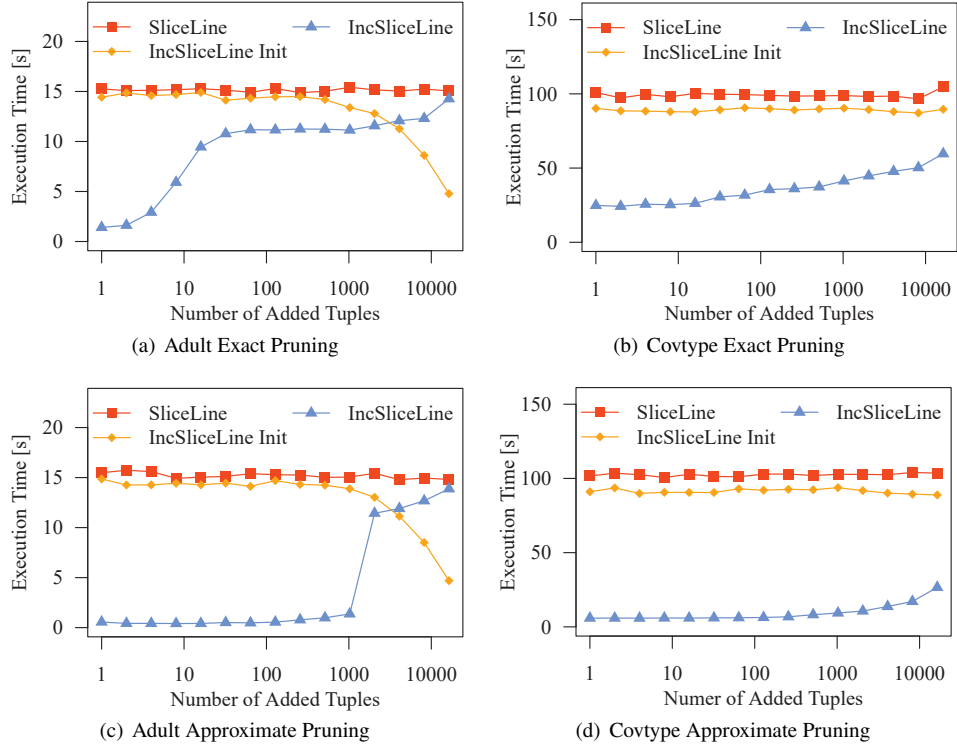 SliceLine
IncSliceLine
IncSliceLine Init
Execution Time [s]
20
15
10
5
0
1 10 100 1000 10000
Number of Added Tuples
(a) Adult Exact Pruning
SliceLine
IncSliceLine
IncSliceLine Init
Execution Time [s]
150
100
50
0
1 10 100 1000 10000
Number of Added Tuples
(b) Covtype Exact Pruning
SliceLine
IncSliceLine
IncSliceLine Init
Execution Time [s]
20
15
10
5
0
1 10 100 1000 10000
Number of Added Tuples
(c) Adult Approximate Pruning
SliceLine
IncSliceLine
IncSliceLine Init
Execution Time [s]
150
100
50
0
1 10 100 1000 10000
Numer of Added Tuples
(d) Covtype Approximate Pruning